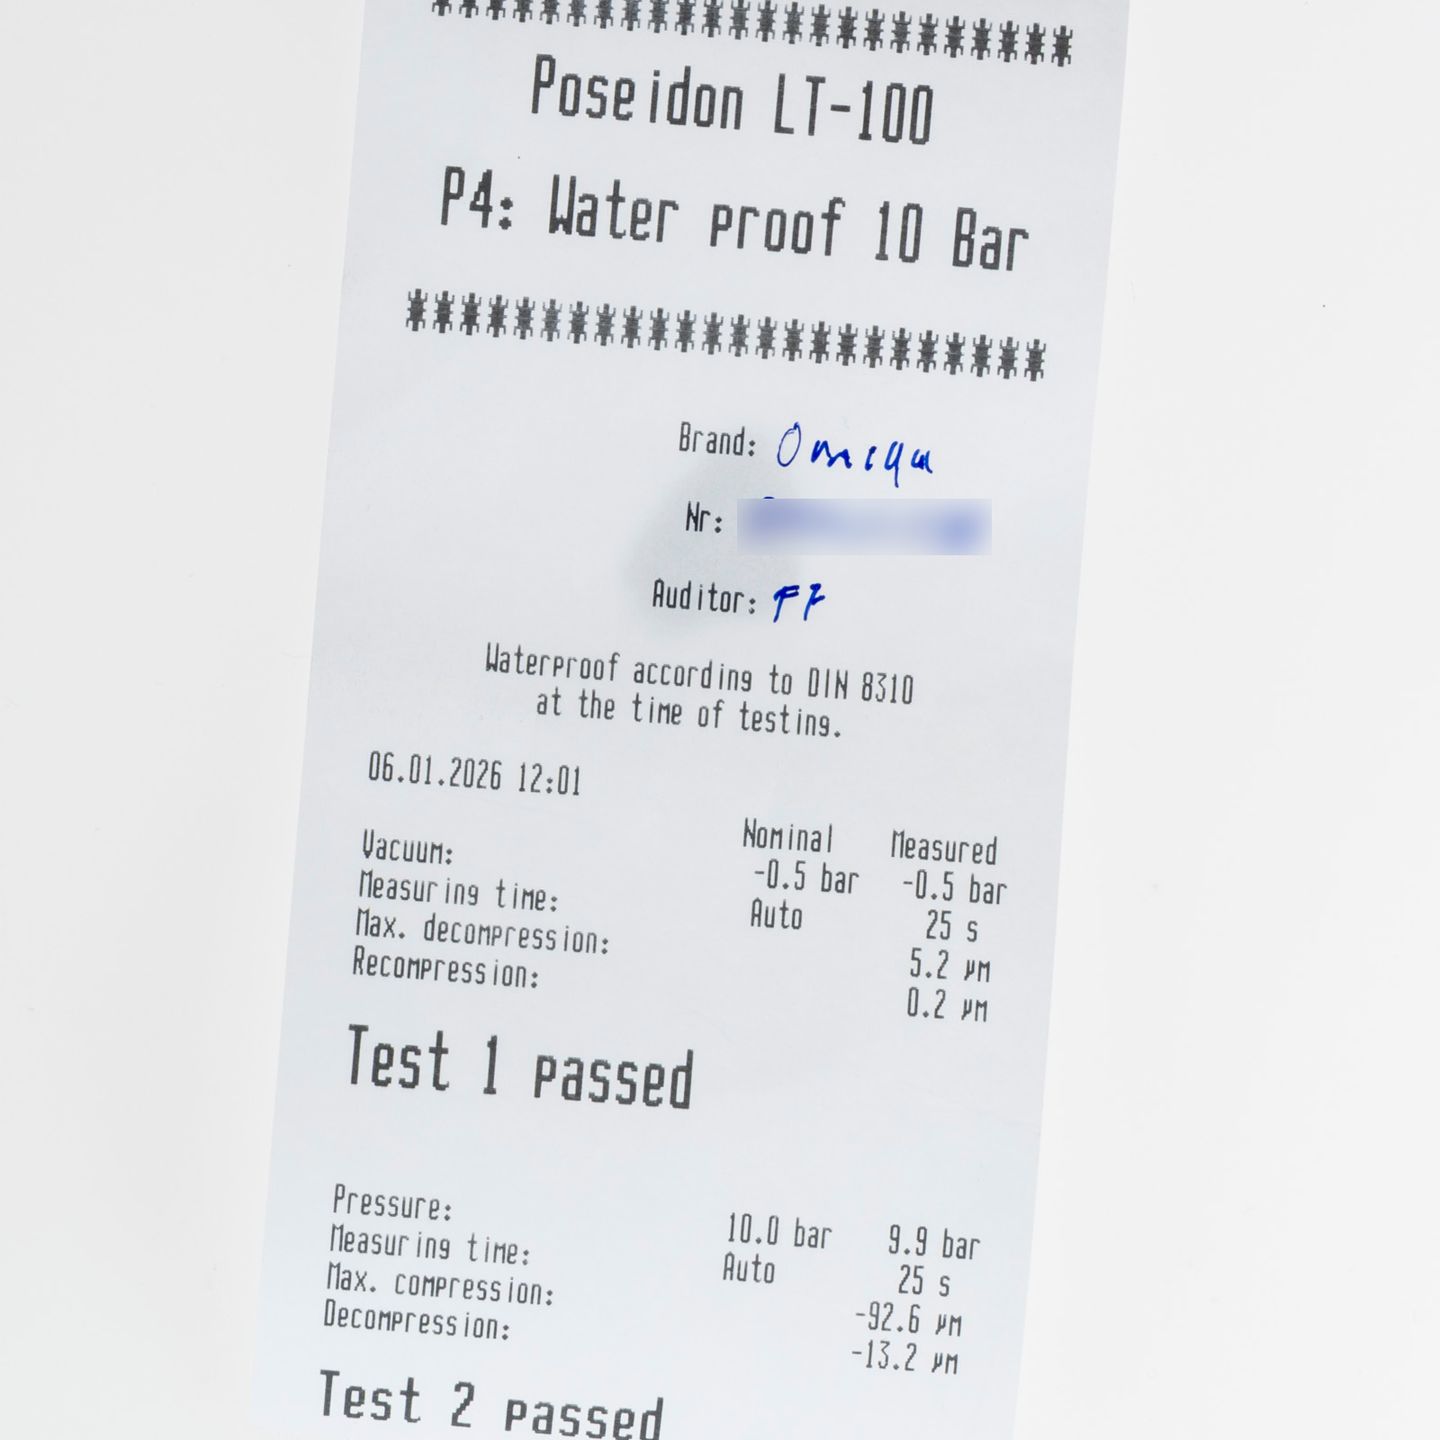 Poseidon LT-100
P4: Water proof 10 Bar
Brand: Omega
Nr:
Auditor: FF
Waterproof according to DIN 8310
at the time of testing.
06.01.2026 12:01
Nominal Measured
Vacuum: -0.5 bar -0.5 bar
Measuring time: Auto 25 s
Max. decompression: 5.2 µm
Recompression: 0.2 µm
Test 1 passed
Pressure: 10.0 bar 9.9 bar
Measuring time: Auto 25 s
Max. compression: -92.6 µm
Decompression: -13.2 µm
Test 2 passed